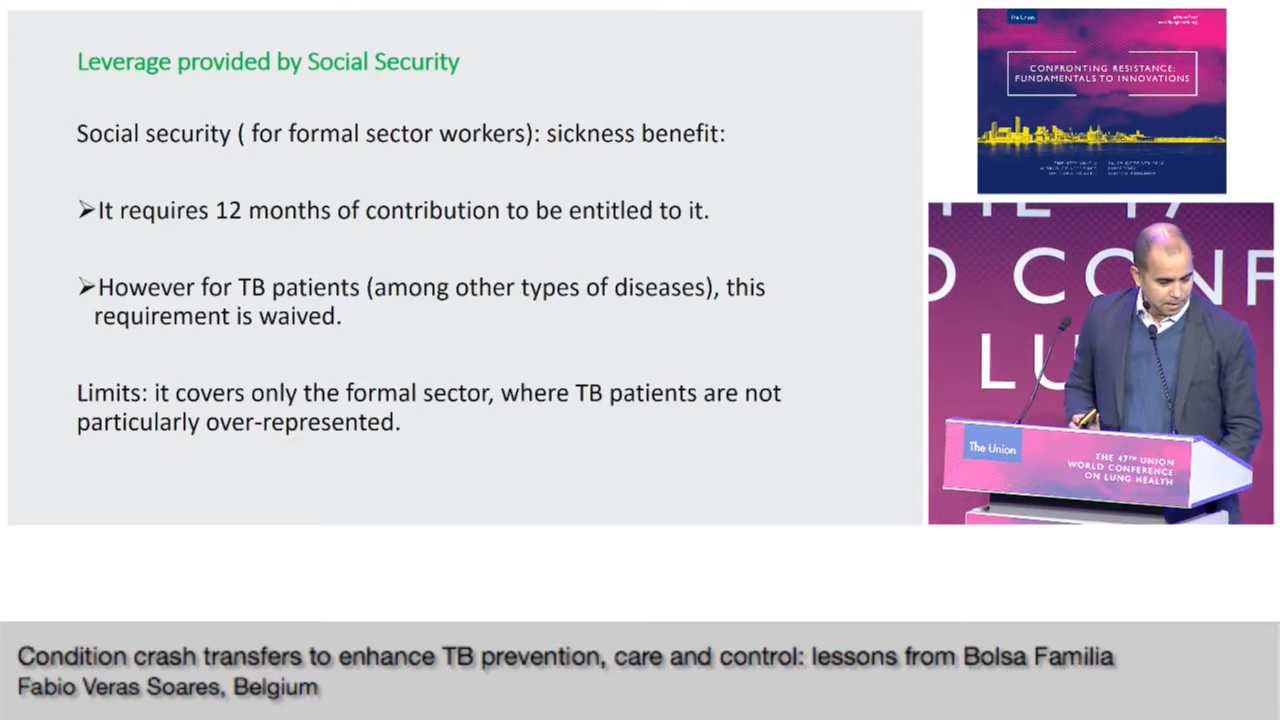 Leverage provided by Social Security
Social security ( for formal sector workers): sickness benefit:
➢It requires 12 months of contribution to be entitled to it.
➢However for TB patients (among other types of diseases), this
requirement is waived.
Limits: it covers only the formal sector, where TB patients are not
particularly over-represented.
The Union
CONFRONTING RESISTANCE:
FUNDAMENTALS TO INNOVATIONS
CON
LU
The Union
THE 47TH UNION
WORLD CONFERENCE
ON LUNG HEALTH
Condition crash transfers to enhance TB prevention, care and control: lessons from Bolsa Familia
Fabio Veras Soares, Belgium